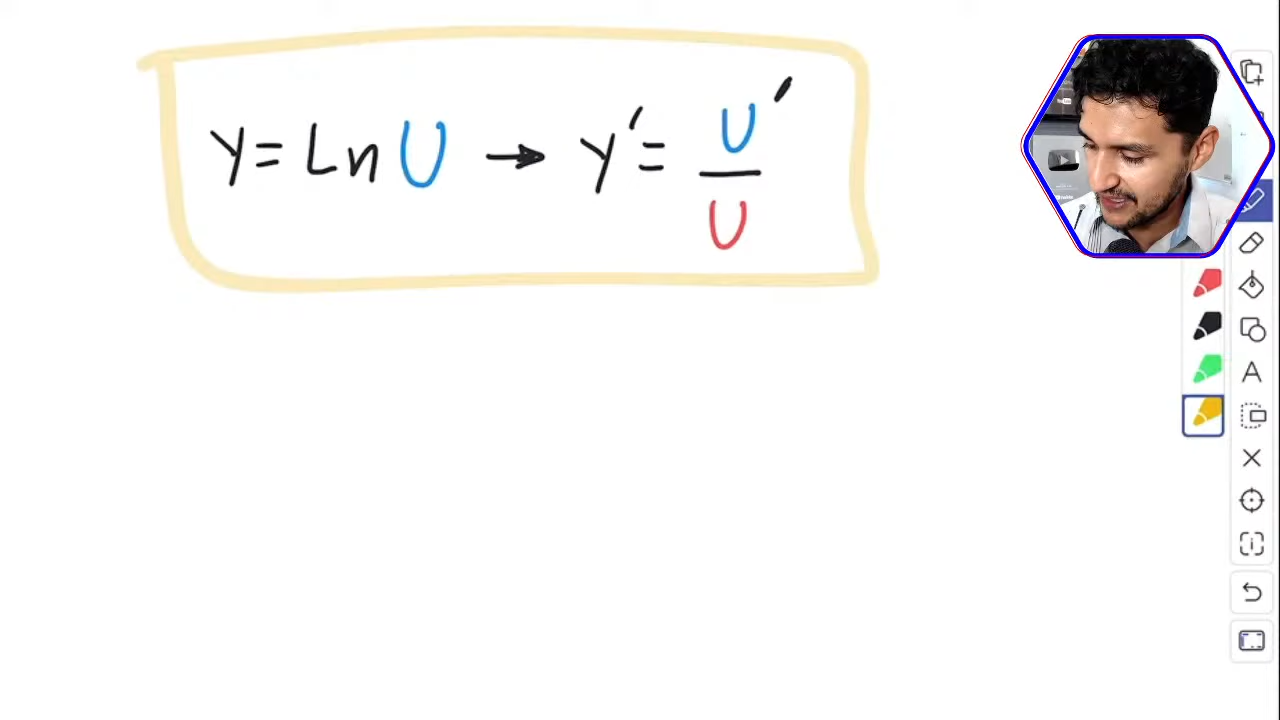 y = Ln U → y' = U' / U